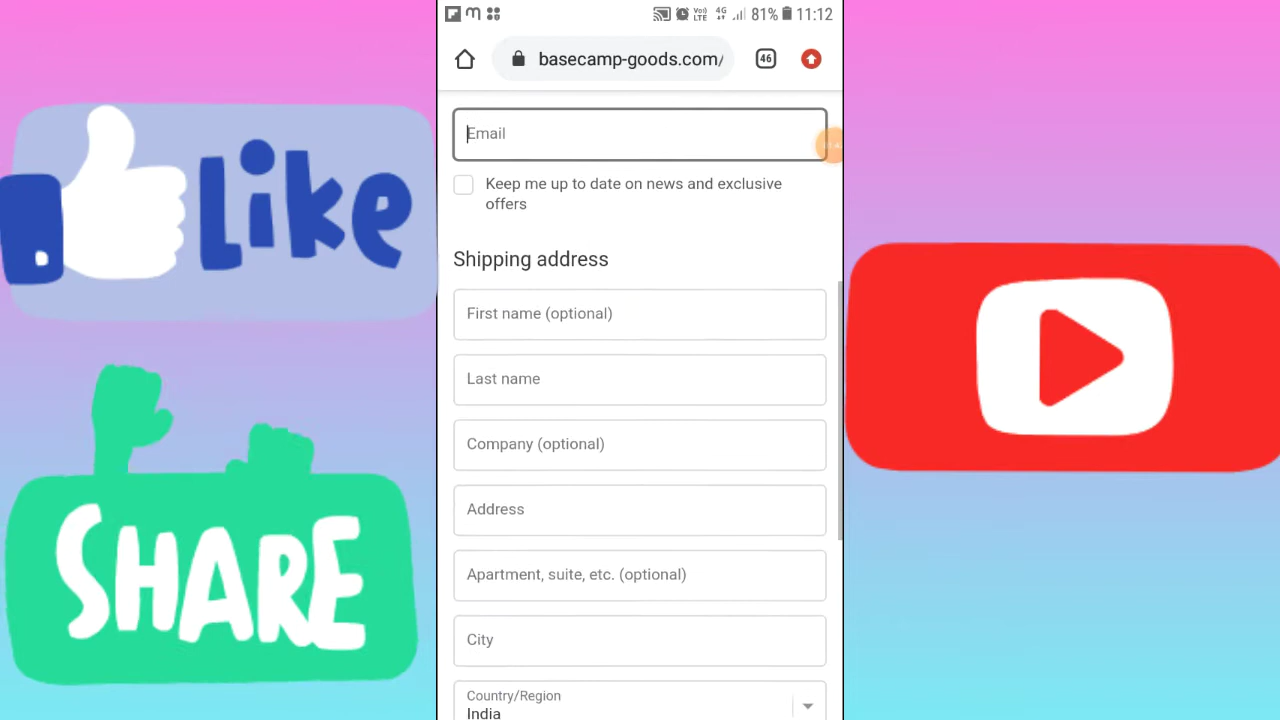 81% 11:12
basecamp-goods.com/
46
Email
Keep me up to date on news and exclusive
offers
Shipping address
First name (optional)
Last name
Company (optional)
Address
Apartment, suite, etc. (optional)
City
Country/Region
India
Like
SHARE